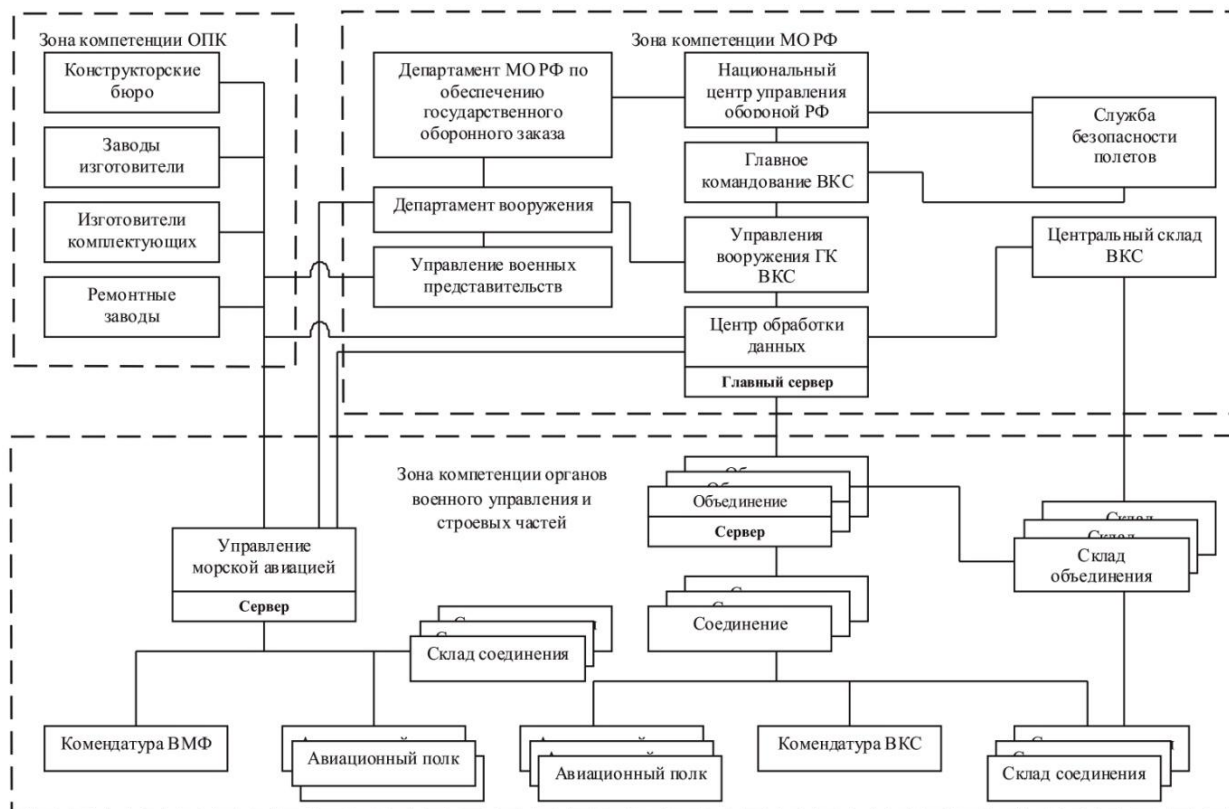 Зона компетенции ОПК
Конструкторские
бюро
Заводы
изготовители
Изготовители
комплектующих
Ремонтные
заводы
Зона компетенции МО РФ
Департамент МО РФ по
обеспечению
государственного
оборонного заказа
Национальный
центр управления
обороной РФ
Служба
безопасности
полетов
Главное
командование ВКС
Департамент вооружения
Управления
вооружения ГК
ВКС
Центральный склад
ВКС
Управление военных
представительств
Центр обработки
данных
Главный сервер
Зона компетенции органов
военного управления и
строевых частей
Объединение
Сервер
Склад
Склад
Склад
объединения
Управление
морской авиацией
Сервер
Соединение
Склад соединения
Комендатура ВМФ
Авиационный полк
Авиационный полк
Комендатура ВКС
Склад соединения